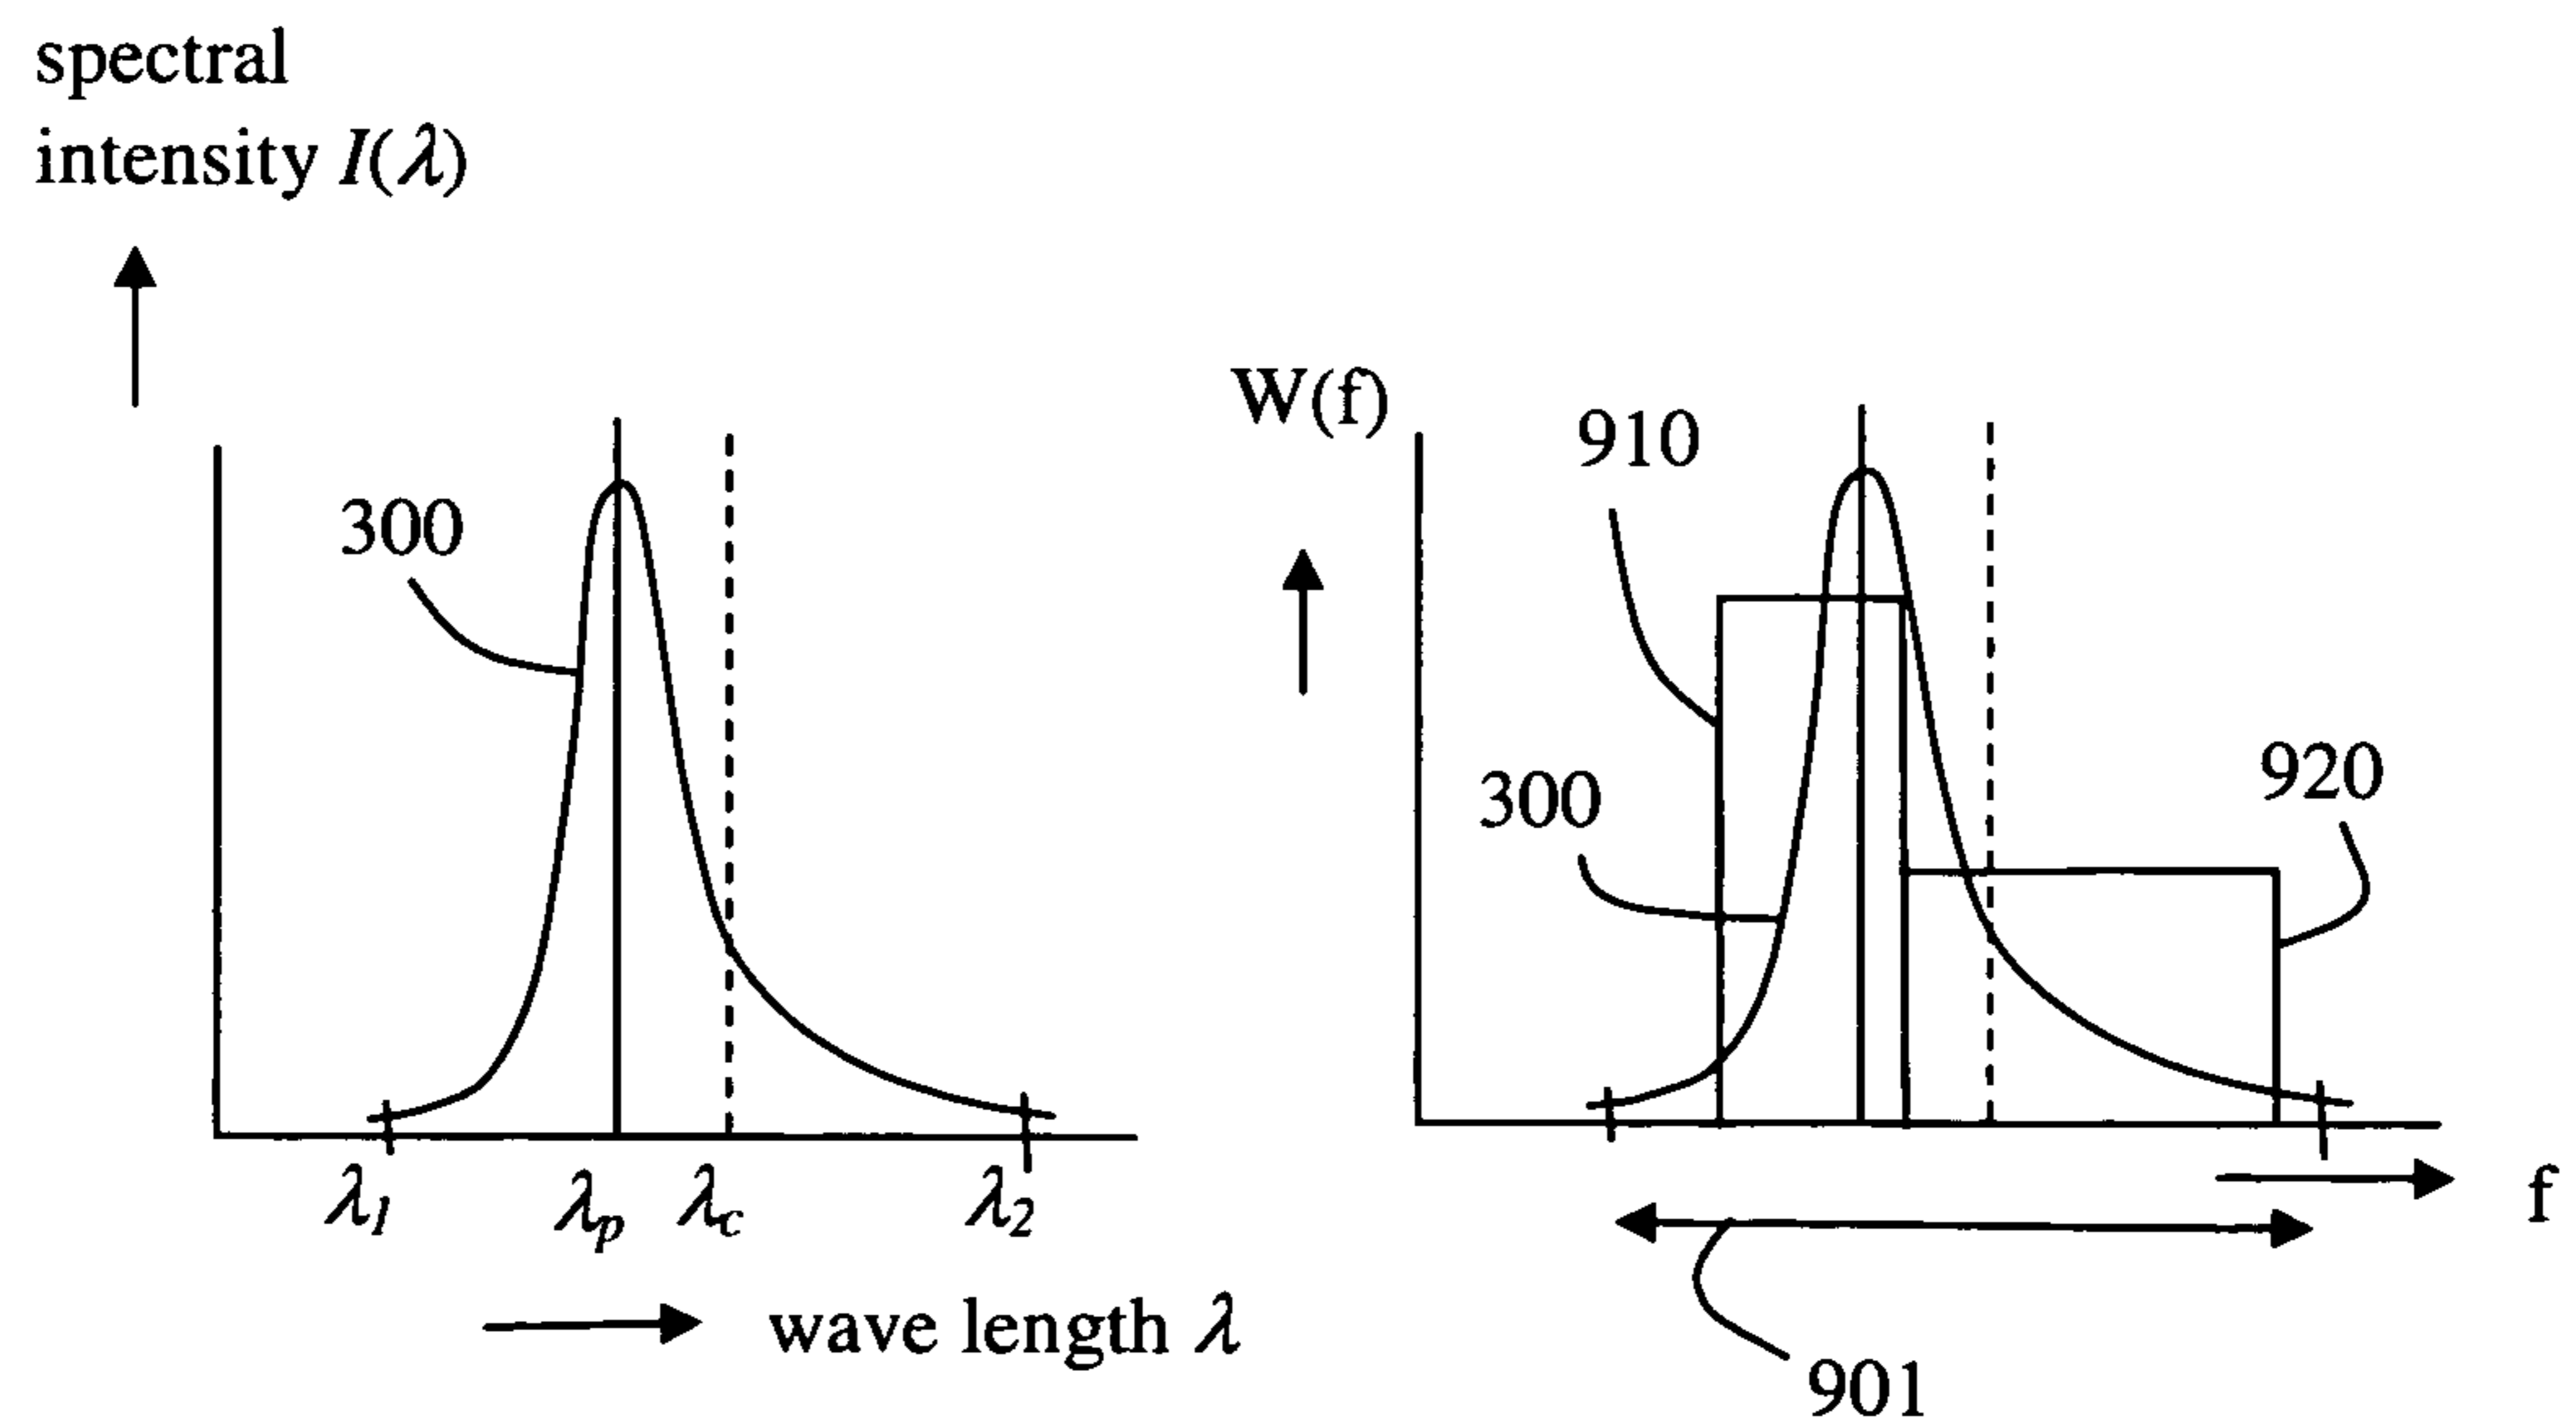 spectral
intensity I(λ)
300
λ1
λp
λc
λ2
wave length λ
W(f)
910
300
920
f
901